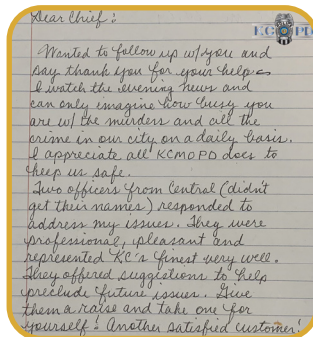 Dear Chief:
KC PD
Wanted to follow up w/you and
say thank you for your help
I watch the evening news and
can only imagine how busy you
are w/ the murders and all the
crime in our city on a daily basis.
I appreciate all KCMOPD does to
keep us safe.
Two officers from Central (didn't
get their names) responded to
address my issues. They were
professional, pleasant and
represented KC's finest very well.
They offered suggestions to help
preclude future issues. Give
them a raise and take one for
yourself! Another satisfied customer!